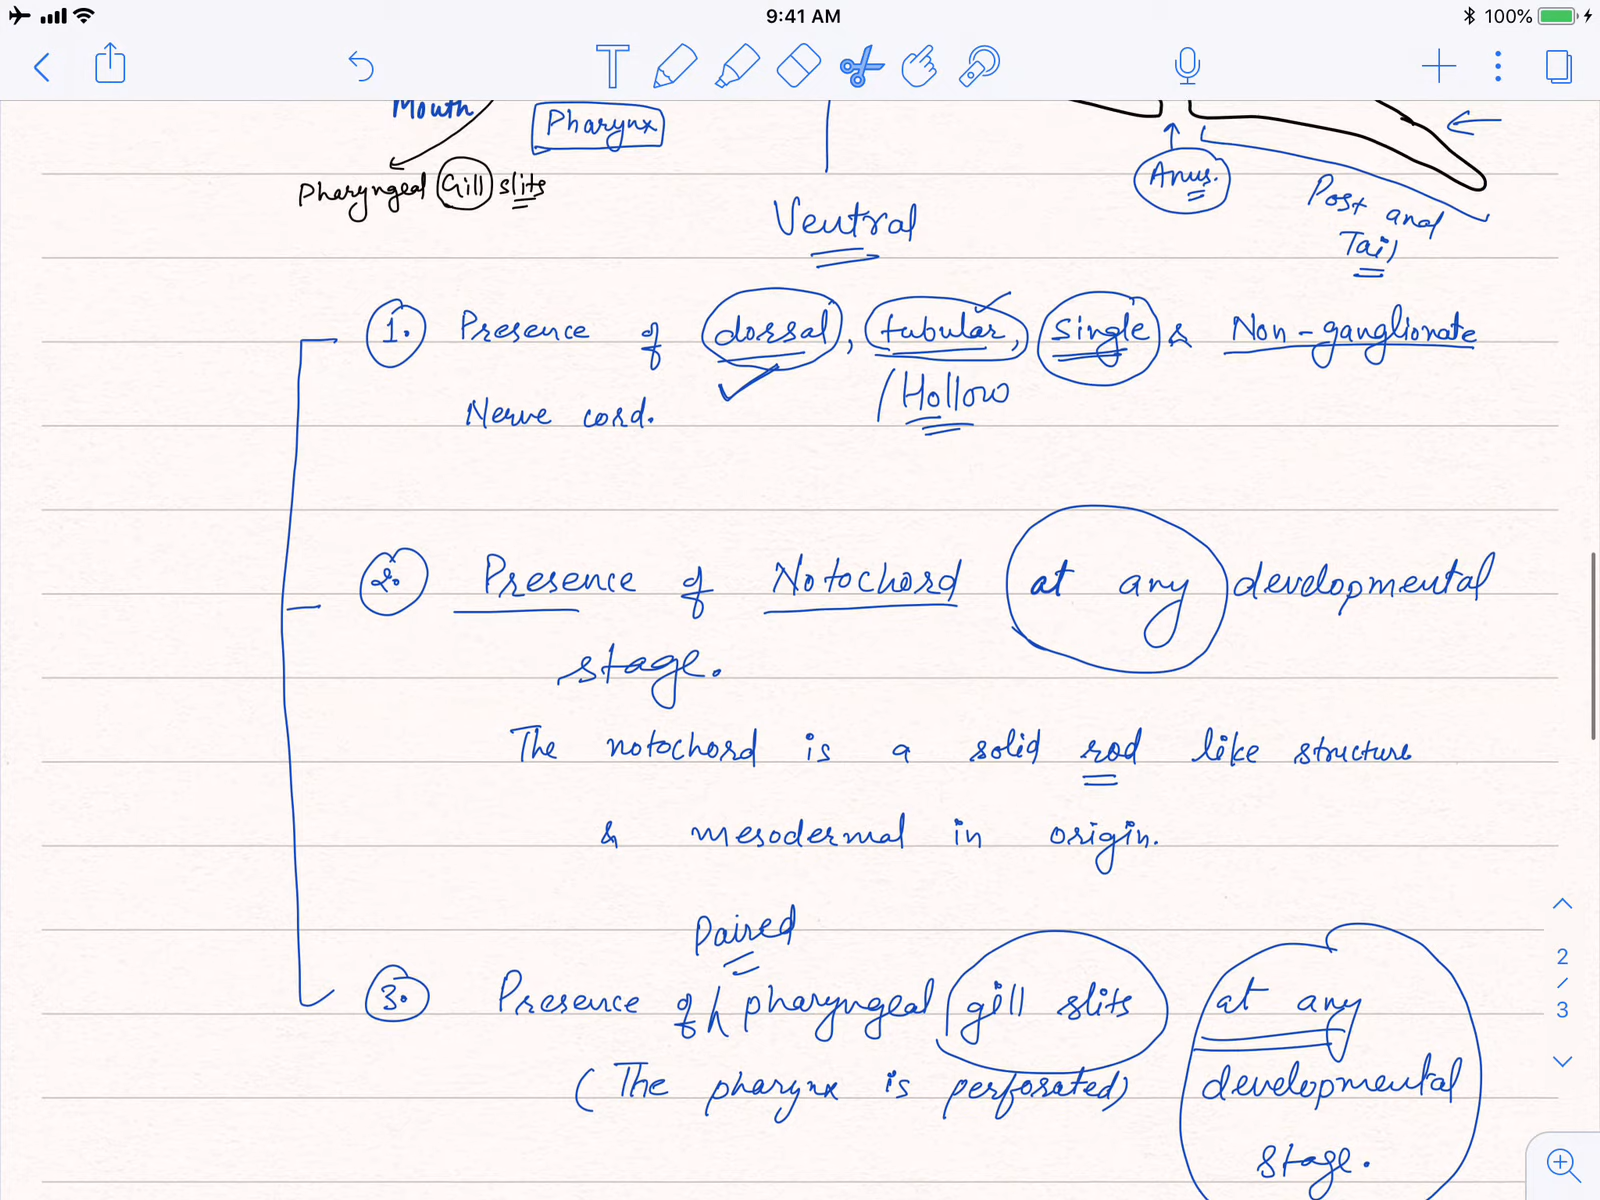 9:41 AM
100%
T
Mouth
Pharynx
Pharyngeal Gill slits
Ventral
Anus.
Post anal
Tail
1. Presence of dorsal, tubular, single & Non-ganglionate
/Hollow
Nerve cord.
2. Presence of Notochord at any developmental
stage.
The notochord is a solid rod like structure
& mesodermal in origin.
Paired
3. Presence of pharyngeal gill slits at any
(The pharynx is perforated) developmental
stage.
2
/
3